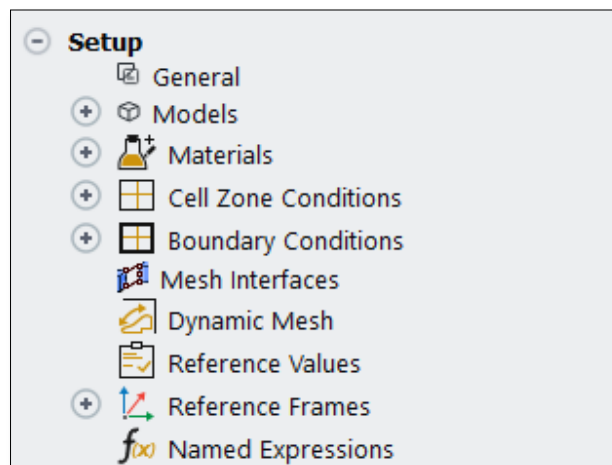 Setup
General
Models
Materials
Cell Zone Conditions
Boundary Conditions
Mesh Interfaces
Dynamic Mesh
Reference Values
Reference Frames
f(x) Named Expressions